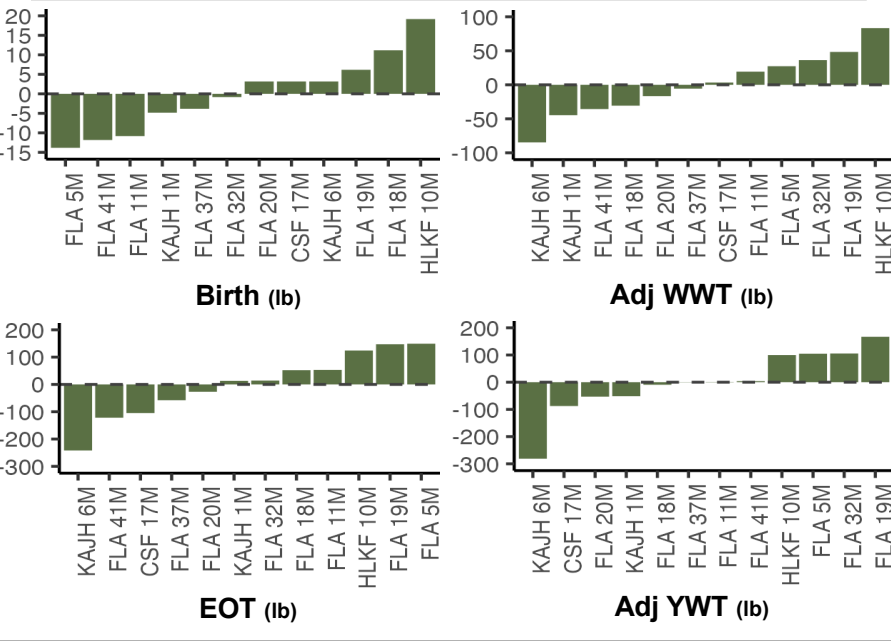 20
15
10
5
0
-5
-10
-15
FLA 5M
FLA 41M
FLA 11M
KAJH 1M
FLA 37M
FLA 32M
FLA 20M
CSF 17M
KAJH 6M
FLA 19M
FLA 18M
HLKF 10M
Birth (lb)
100
50
0
-50
-100
KAJH 6M
KAJH 1M
FLA 41M
FLA 18M
FLA 20M
FLA 37M
CSF 17M
FLA 11M
FLA 5M
FLA 32M
FLA 19M
HLKF 10M
Adj WWT (lb)
200
100
0
-100
-200
-300
KAJH 6M
FLA 41M
CSF 17M
FLA 37M
FLA 20M
KAJH 1M
FLA 32M
FLA 18M
FLA 11M
HLKF 10M
FLA 19M
FLA 5M
EOT (lb)
200
100
0
-100
-200
-300
KAJH 6M
CSF 17M
FLA 20M
KAJH 1M
FLA 18M
FLA 37M
FLA 11M
FLA 41M
HLKF 10M
FLA 5M
FLA 32M
FLA 19M
Adj YWT (lb)